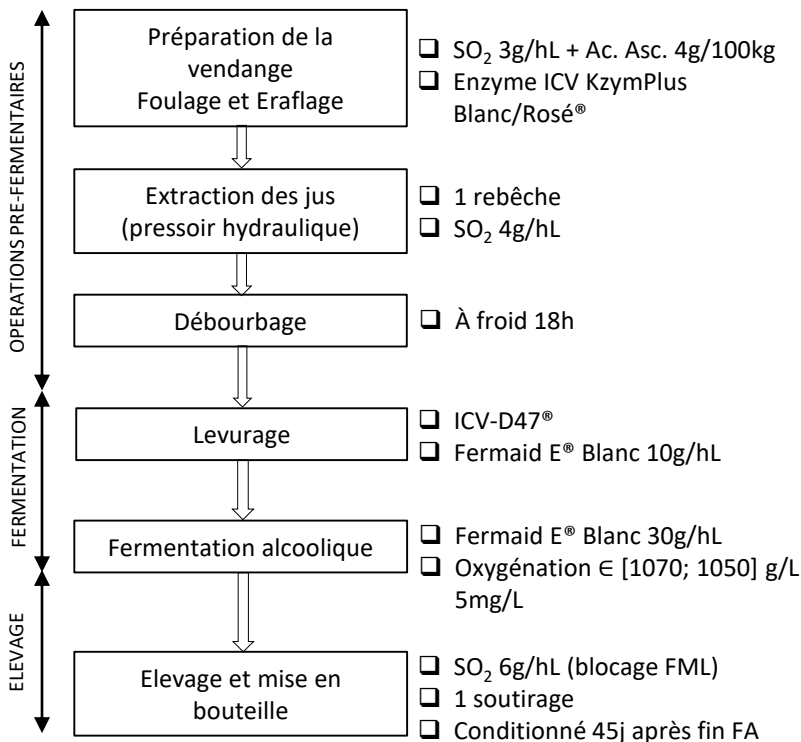 OPERATIONS PRE-FERMENTAIRES
Préparation de la
vendange
Foulage et Eraflage
❑ SO₂ 3g/hL + Ac. Asc. 4g/100kg
❑ Enzyme ICV KzymPlus
Blanc/Rosé®
Extraction des jus
(pressoir hydraulique)
❑ 1 rebêche
❑ SO₂ 4g/hL
Débourbage
❑ À froid 18h
FERMENTATION
Levurage
❑ ICV-D47®
❑ Fermaid E® Blanc 10g/hL
Fermentation alcoolique
❑ Fermaid E® Blanc 30g/hL
❑ Oxygénation ∈ [1070; 1050] g/L
5mg/L
ELEVAGE
Elevage et mise en
bouteille
❑ SO₂ 6g/hL (blocage FML)
❑ 1 soutirage
❑ Conditionné 45j après fin FA